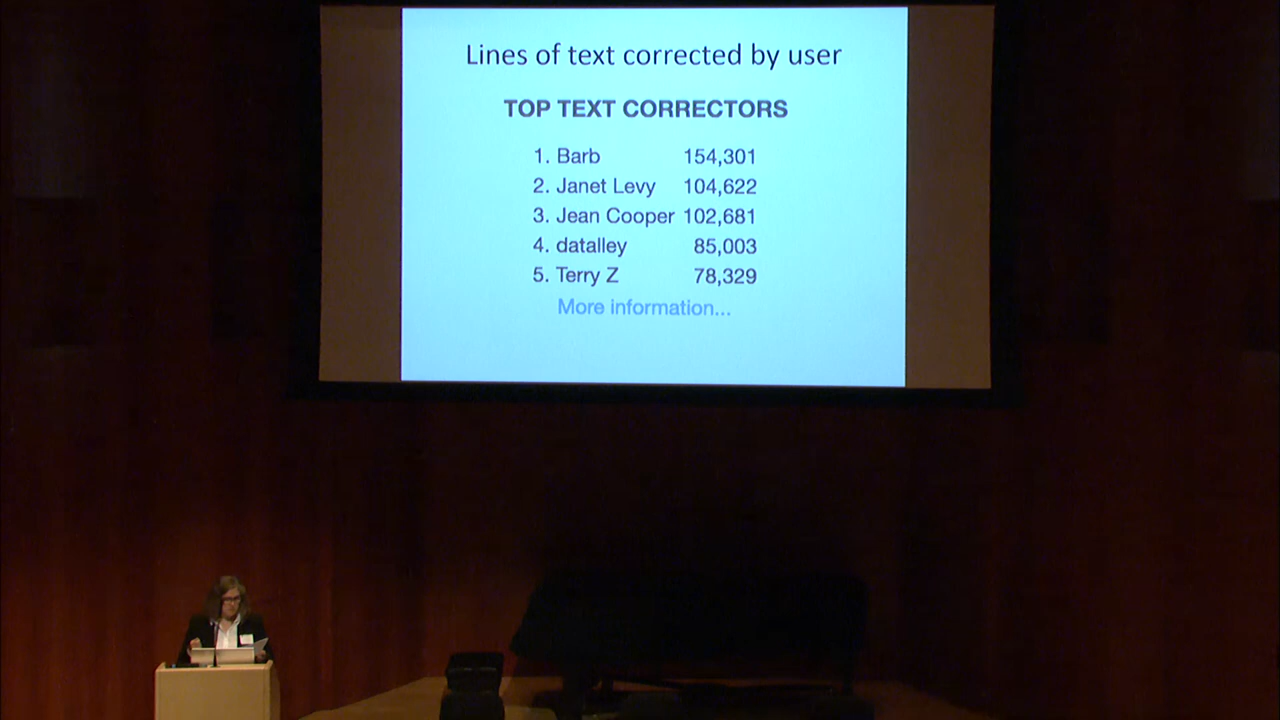 Lines of text corrected by user
TOP TEXT CORRECTORS
1. Barb 154,301
2. Janet Levy 104,622
3. Jean Cooper 102,681
4. datalley 85,003
5. Terry Z 78,329
More information...